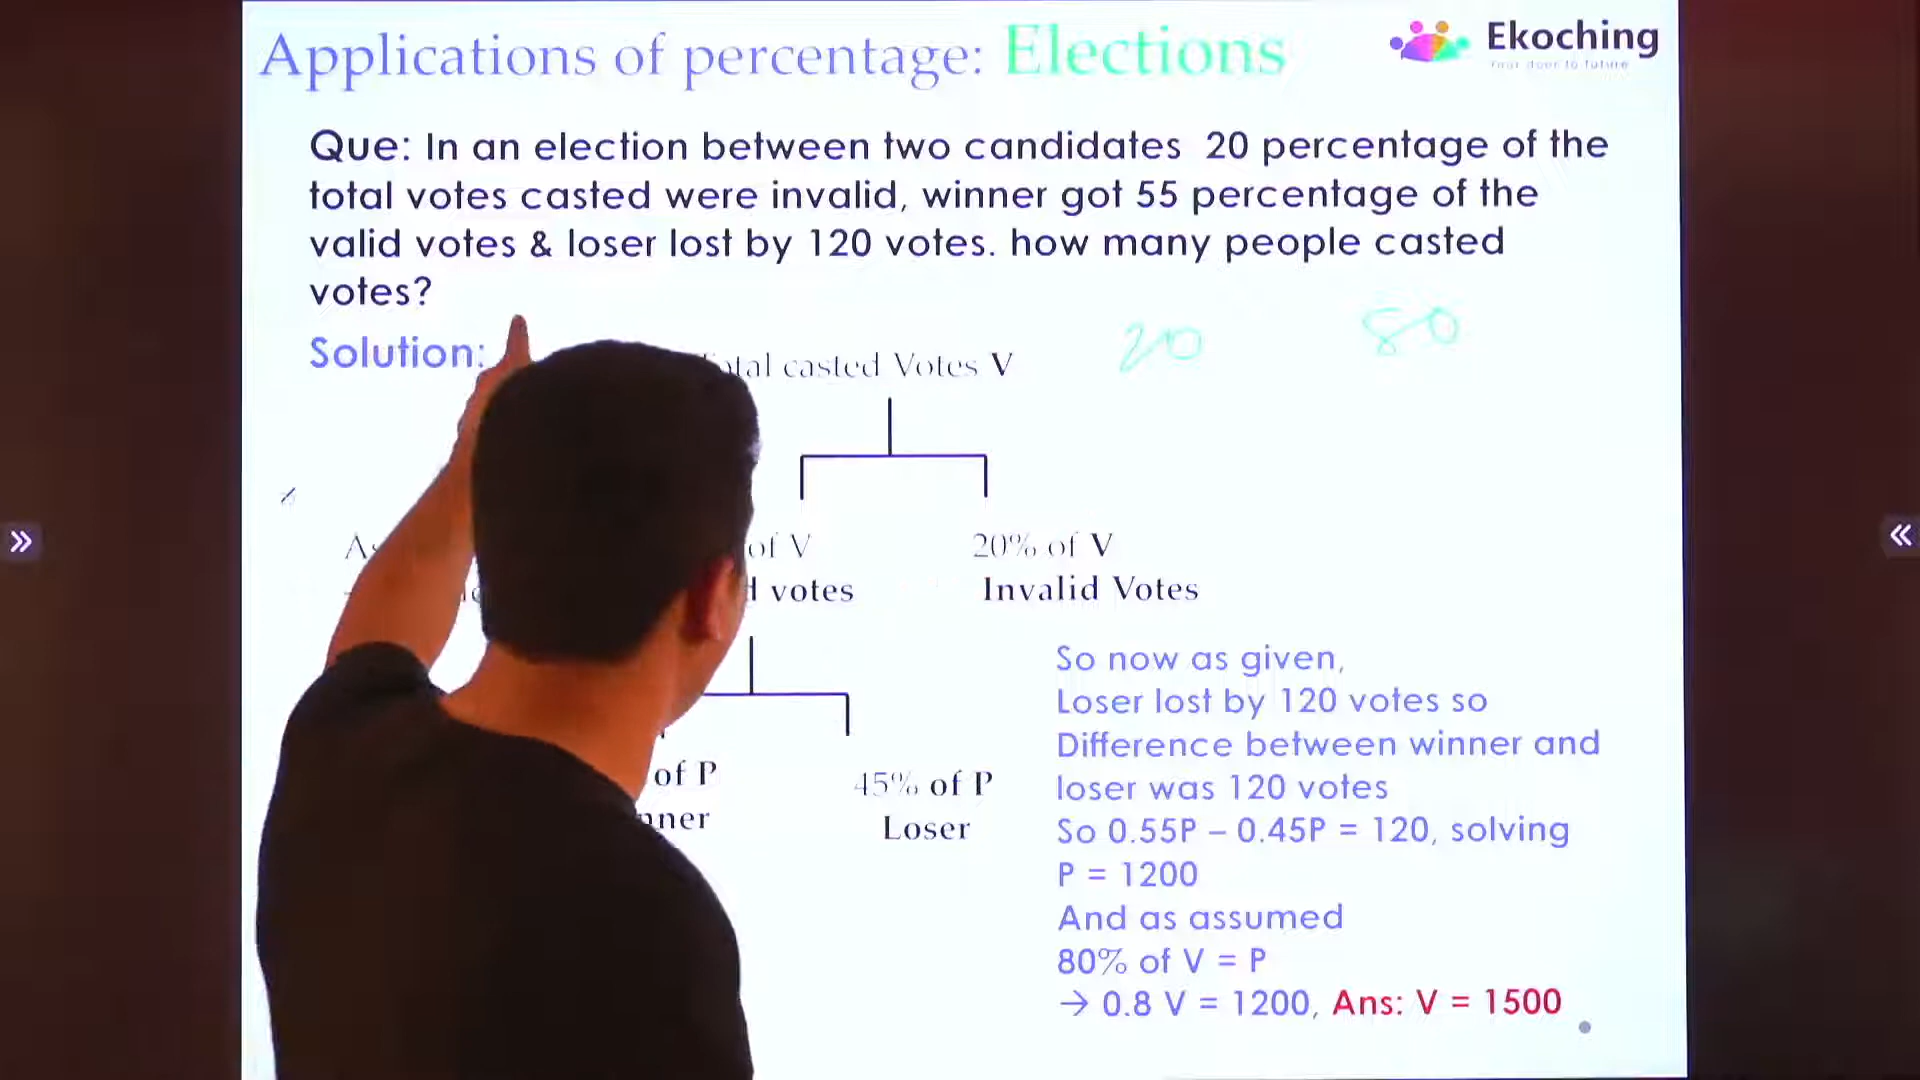 Applications of percentage: Elections
Ekoching
Your door to future
Que: In an election between two candidates 20 percentage of the
total votes casted were invalid, winner got 55 percentage of the
valid votes & loser lost by 120 votes. how many people casted
votes?
20 80
Solution:
casted Votes V
of V
20% of V
votes
Invalid Votes
of P
45% of P
Loser
So now as given,
Loser lost by 120 votes so
Difference between winner and
loser was 120 votes
So 0.55P – 0.45P = 120, solving
P = 1200
And as assumed
80% of V = P
→ 0.8 V = 1200, Ans: V = 1500